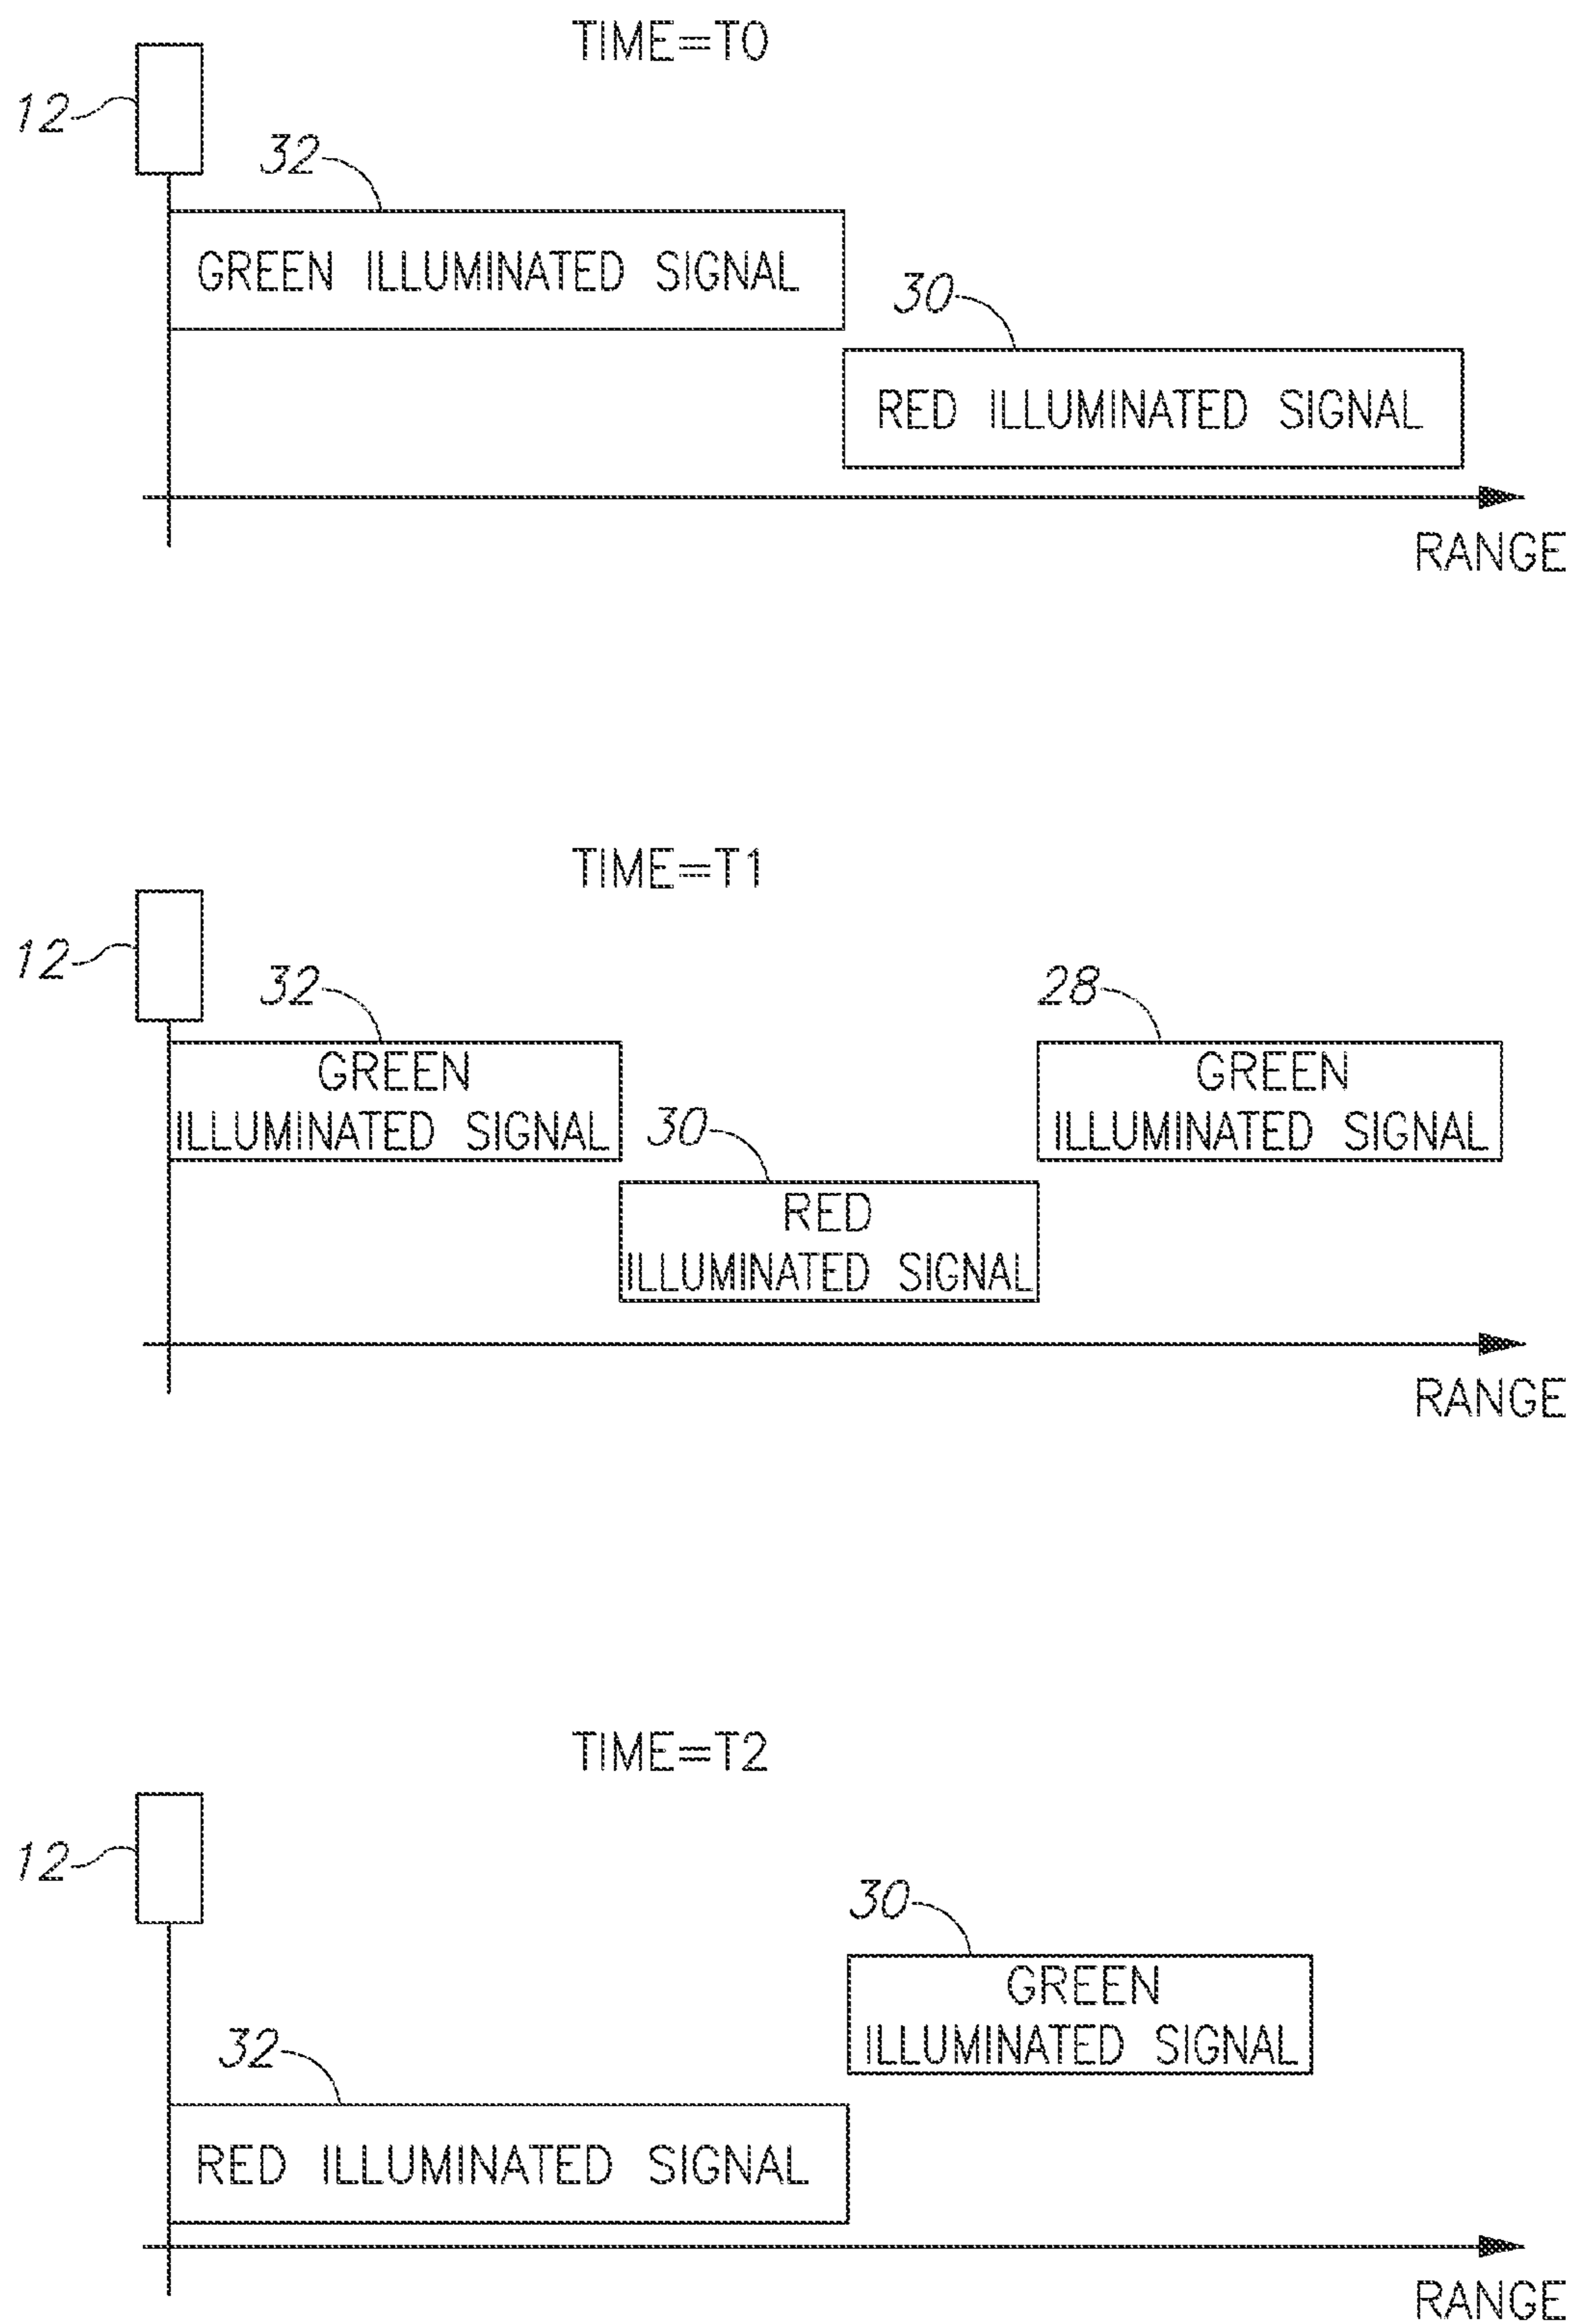 TIME=T0
12
32
GREEN ILLUMINATED SIGNAL
30
RED ILLUMINATED SIGNAL
RANGE
TIME=T1
12
32
28
GREEN
ILLUMINATED SIGNAL
GREEN
ILLUMINATED SIGNAL
30
RED
ILLUMINATED SIGNAL
RANGE
TIME=T2
12
30
GREEN
ILLUMINATED SIGNAL
32
RED ILLUMINATED SIGNAL
RANGE